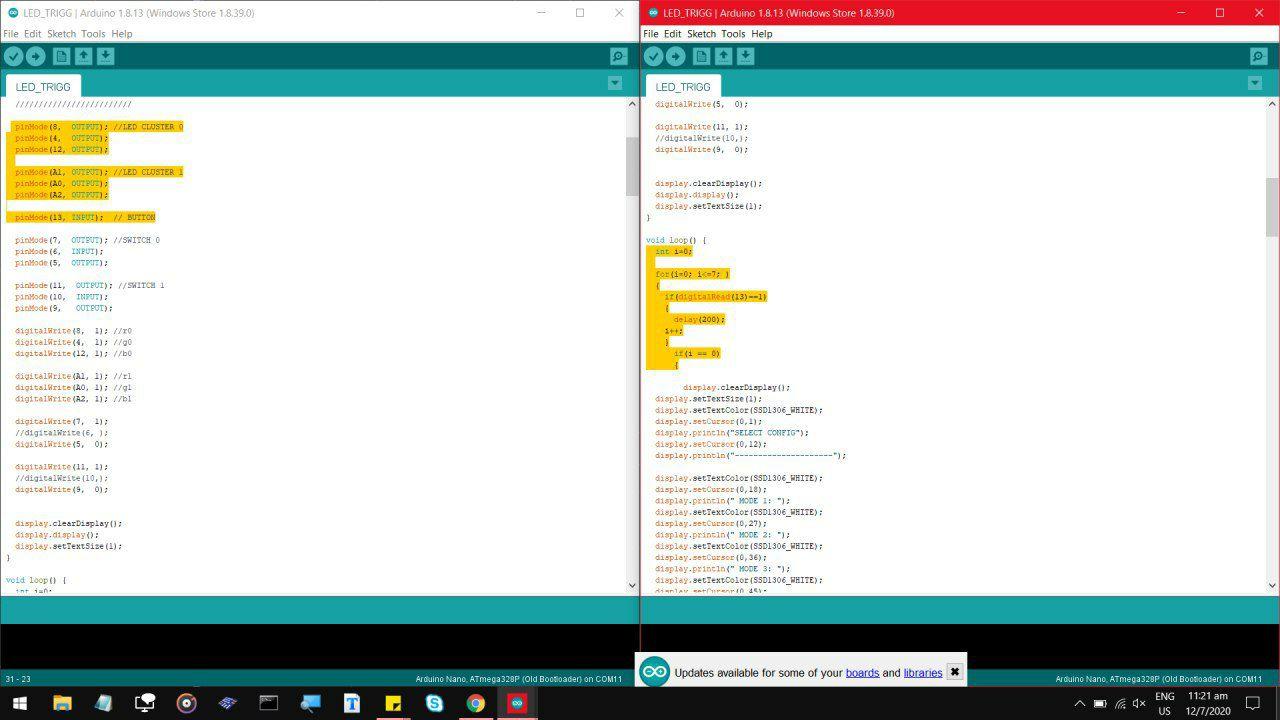 LED_TRIGG | Arduino 1.8.13 (Windows Store 1.8.39.0)
File Edit Sketch Tools Help
LED_TRIGG
/////////////////////////
pinMode(8, OUTPUT); //LED CLUSTER 0
pinMode(4, OUTPUT);
pinMode(12, OUTPUT);
pinMode(A1, OUTPUT); //LED CLUSTER 1
pinMode(A0, OUTPUT);
pinMode(A2, OUTPUT);
pinMode(13, INPUT); // BUTTON
pinMode(7, OUTPUT); //SWITCH 0
pinMode(6, INPUT);
pinMode(5, OUTPUT);
pinMode(11, OUTPUT); //SWITCH 1
pinMode(10, INPUT);
pinMode(9, OUTPUT);
digitalWrite(8, 1); //r0
digitalWrite(4, 1); //g0
digitalWrite(12, 1); //b0
digitalWrite(A1, 1); //r1
digitalWrite(A0, 1); //g1
digitalWrite(A2, 1); //b1
digitalWrite(7, 1);
//digitalWrite(6, );
digitalWrite(5, 0);
digitalWrite(11, 1);
//digitalWrite(10,);
digitalWrite(9, 0);
display.clearDisplay();
display.display();
display.setTextSize(1);
}
void loop() {
int i=0;
31 - 23
Arduino Nano, ATmega328P (Old Bootloader) on COM11
LED_TRIGG | Arduino 1.8.13 (Windows Store 1.8.39.0)
File Edit Sketch Tools Help
LED_TRIGG
digitalWrite(5, 0);
digitalWrite(11, 1);
//digitalWrite(10,);
digitalWrite(9, 0);
display.clearDisplay();
display.display();
display.setTextSize(1);
}
void loop() {
int i=0;
for(i=0; i<=7; )
{
if(digitalRead(13)==1)
{
delay(200);
i++;
}
if(i == 0)
{
display.clearDisplay();
display.setTextSize(1);
display.setTextColor(SSD1306_WHITE);
display.setCursor(0,1);
display.println("SELECT CONFIG");
display.setCursor(0,12);
display.println("---------------------");
display.setTextColor(SSD1306_WHITE);
display.setCursor(0,18);
display.println(" MODE 1: ");
display.setTextColor(SSD1306_WHITE);
display.setCursor(0,27);
display.println(" MODE 2: ");
display.setTextColor(SSD1306_WHITE);
display.setCursor(0,36);
display.println(" MODE 3: ");
display.setTextColor(SSD1306_WHITE);
display.setCursor(0,45);
Updates available for some of your boards and libraries
Arduino Nano, ATmega328P (Old Bootloader) on COM11
ENG
US
11:21 am
12/7/2020